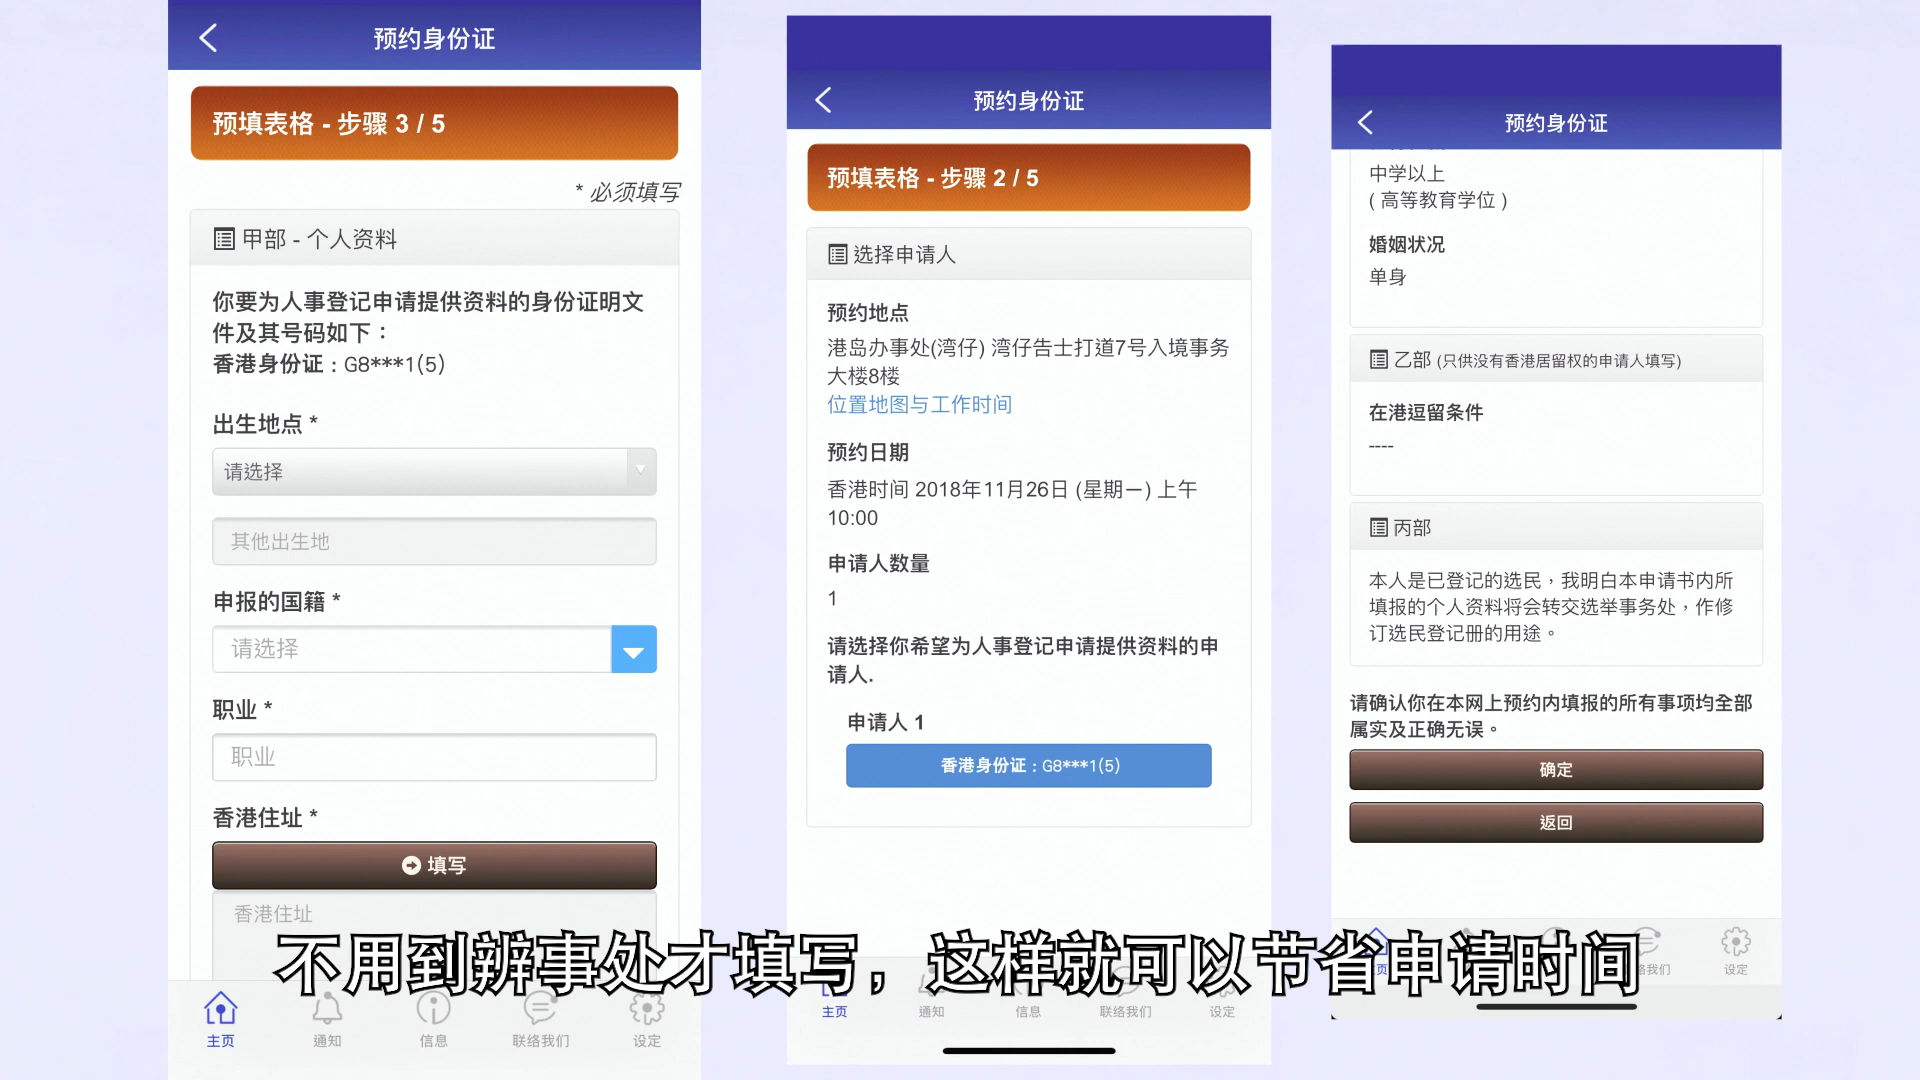 预约身份证
预填表格 - 步骤 3 / 5
* 必须填写
甲部 - 个人资料
你要为人事登记申请提供资料的身份证明文
件及其号码如下：
香港身份证 : G8***1(5)
出生地点 *
请选择
其他出生地
申报的国籍 *
请选择
职业 *
职业
香港住址 *
填写
香港住址
主页 通知 信息 联络我们 设定
预约身份证
预填表格 - 步骤 2 / 5
选择申请人
预约地点
港岛办事处(湾仔) 湾仔告士打道7号入境事务
大楼8楼
位置地图与工作时间
预约日期
香港时间 2018年11月26日 (星期一) 上午
10:00
申请人数量
1
请选择你希望为人事登记申请提供资料的申
请人.
申请人 1
香港身份证 : G8***1(5)
主页 通知 信息 联络我们 设定
预约身份证
中学以上
( 高等教育学位 )
婚姻状况
单身
乙部 (只供没有香港居留权的申请人填写)
在港逗留条件
----
丙部
本人是已登记的选民，我明白本申请书内所
填报的个人资料将会转交选举事务处，作修
订选民登记册的用途。
请确认你在本网上预约内填报的所有事项均全部
属实及正确无误。
确定
返回
设定
不用到辨事处才填写，这样就可以节省申请时间